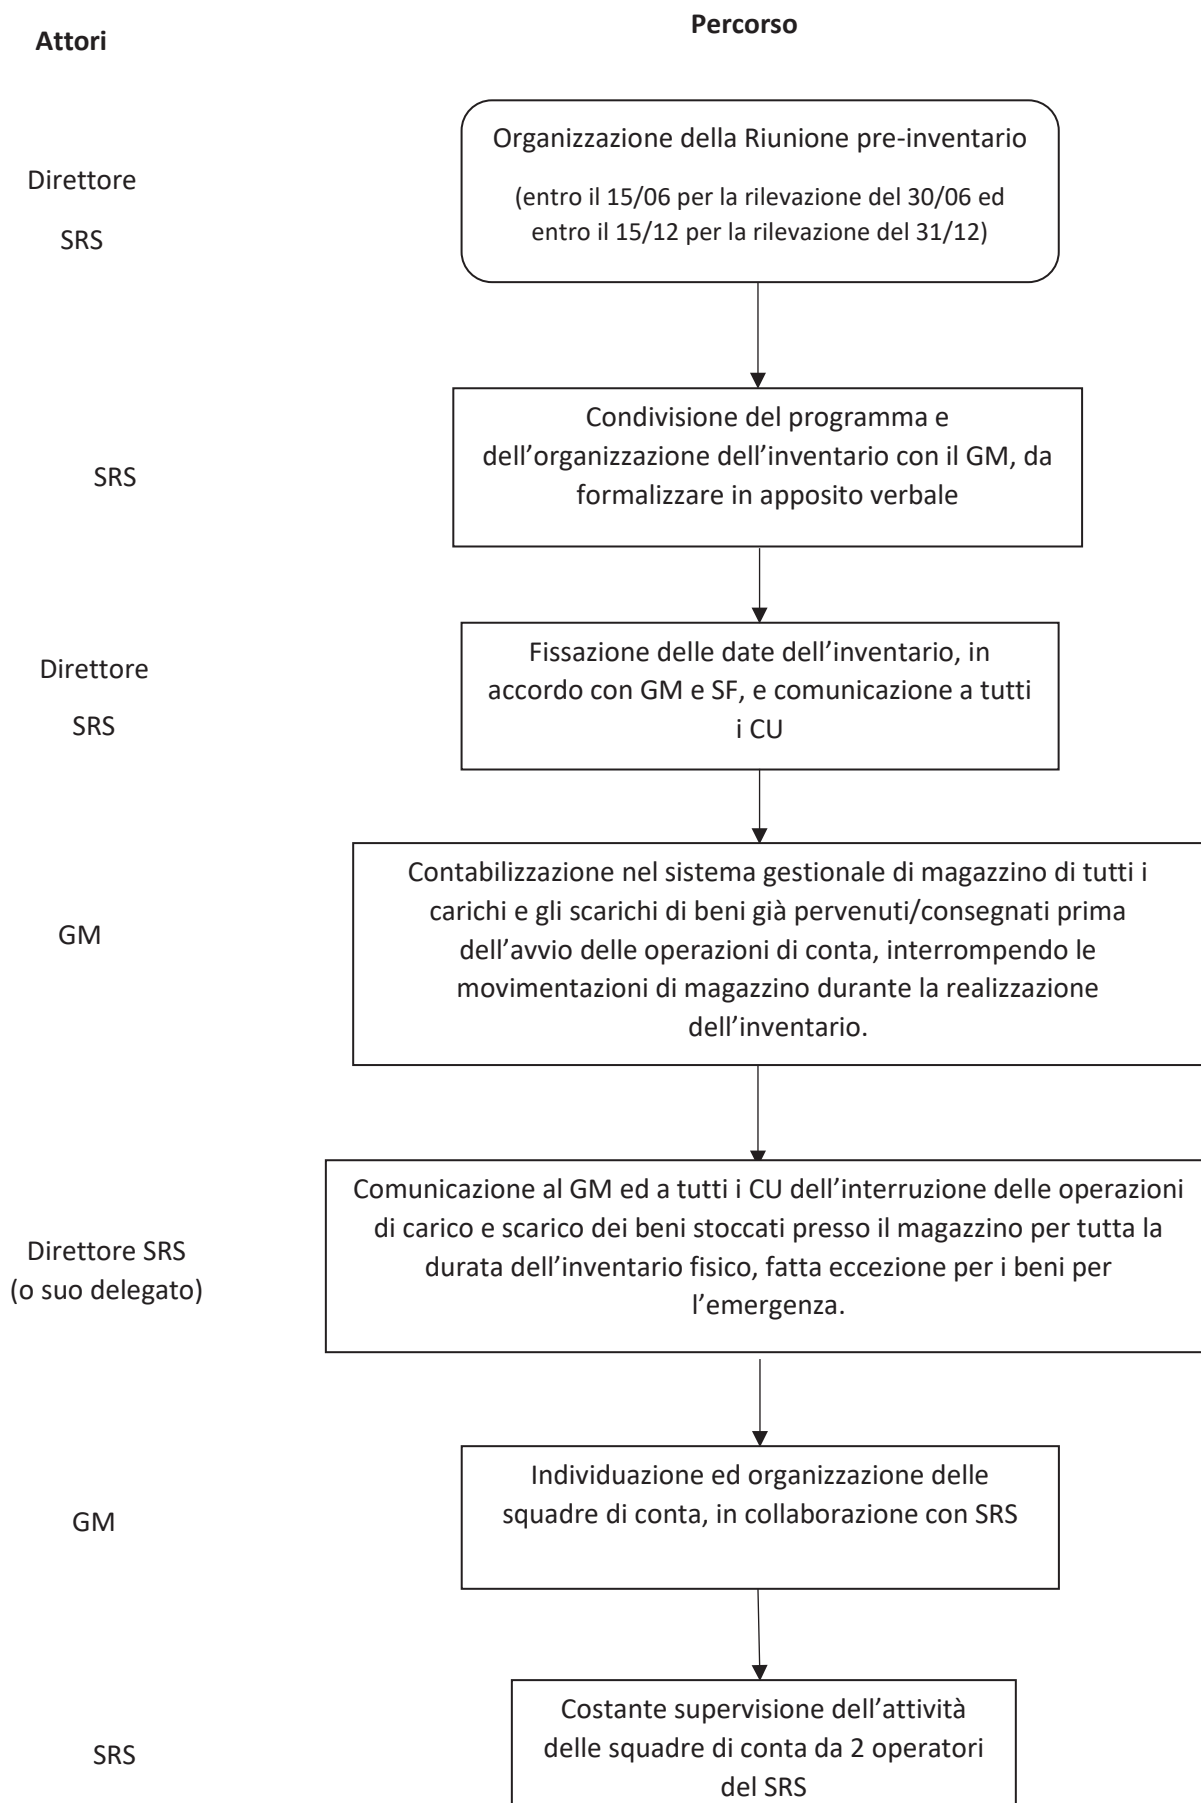 Attori
Percorso
Direttore
SRS
Organizzazione della Riunione pre-inventario
(entro il 15/06 per la rilevazione del 30/06 ed
entro il 15/12 per la rilevazione del 31/12)
SRS
Condivisione del programma e
dell’organizzazione dell’inventario con il GM, da
formalizzare in apposito verbale
Direttore
SRS
Fissazione delle date dell’inventario, in
accordo con GM e SF, e comunicazione a tutti
i CU
GM
Contabilizzazione nel sistema gestionale di magazzino di tutti i
carichi e gli scarichi di beni già pervenuti/consegnati prima
dell’avvio delle operazioni di conta, interrompendo le
movimentazioni di magazzino durante la realizzazione
dell’inventario.
Direttore SRS
(o suo delegato)
Comunicazione al GM ed a tutti i CU dell’interruzione delle operazioni
di carico e scarico dei beni stoccati presso il magazzino per tutta la
durata dell’inventario fisico, fatta eccezione per i beni per
l’emergenza.
GM
Individuazione ed organizzazione delle
squadre di conta, in collaborazione con SRS
SRS
Costante supervisione dell’attività
delle squadre di conta da 2 operatori
del SRS